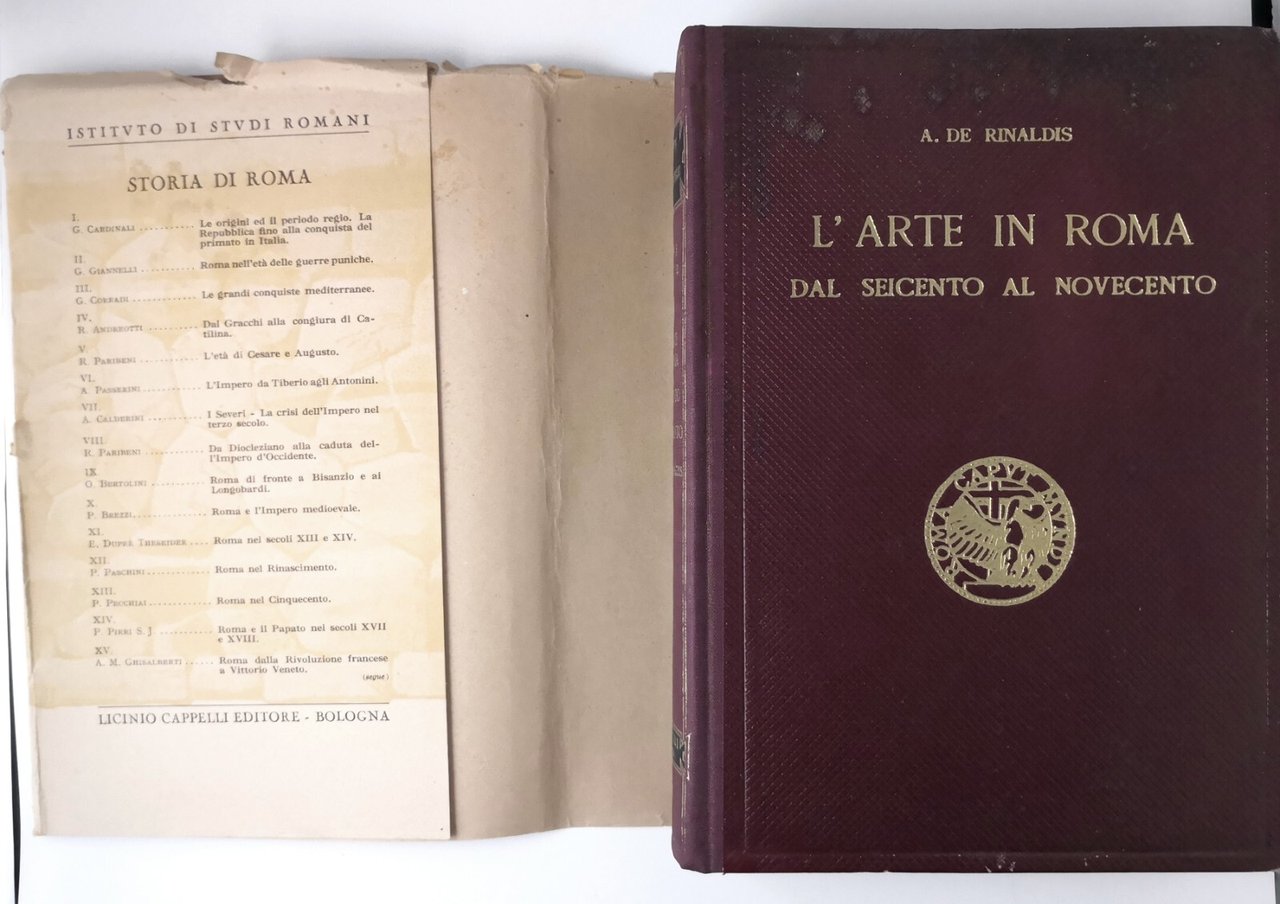 ISTITVTO DI STVDI ROMANI
STORIA DI ROMA
I.
G. CARDINALI .......... Le origini ed il periodo regio. La
Repubblica fino alla conquista del
primato in Italia.
II.
G. GIANNELLI .......... Roma nell'età delle guerre puniche.
III.
G. CORRADI ............ Le grandi conquiste mediterranee.
IV.
R. ANDREOTTI .......... Dai Gracchi alla congiura di Ca-
tilina.
V.
R. PARIBENI ........... L'età di Cesare e Augusto.
VI.
A. PASSERINI .......... L'Impero da Tiberio agli Antonini.
VII.
A. CALDERINI .......... I Severi - La crisi dell'Impero nel
terzo secolo.
VIII.
R. PARIBENI ........... Da Diocleziano alla caduta del-
l'Impero d'Occidente.
IX
O. BERTOLINI .......... Roma di fronte a Bisanzio e ai
Longobardi.
X.
P. BREZZI.............. Roma e l'Impero medioevale.
XI.
E. DUPRÈ THESEIDER .... Roma nei secoli XIII e XIV.
XII.
P. PASCHINI ........... Roma nel Rinascimento.
XIII.
P. PECCHIAI ........... Roma nel Cinquecento.
XIV.
P. PIRRI S. J. ........ Roma e il Papato nei secoli XVII
e XVIII.
XV.
A. M. GHISALBERTI ..... Roma dalla Rivoluzione francese
a Vittorio Veneto.
(segue)
LICINIO CAPPELLI EDITORE - BOLOGNA
A. DE RINALDIS
L'ARTE IN ROMA
DAL SEICENTO AL NOVECENTO
ROMA CAPVT MVNDI